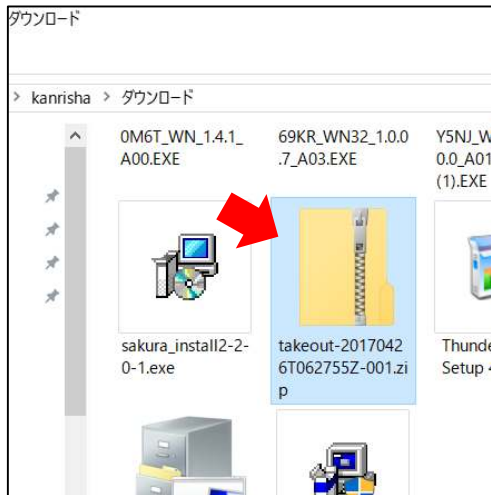 ダウンロード
> kanrisha > ダウンロード
0M6T_WN_1.4.1_
A00.EXE
69KR_WN32_1.0.0
.7_A03.EXE
Y5NJ_W
0.0_A01
(1).EXE
sakura_install2-2-
0-1.exe
takeout-2017042
6T062755Z-001.zi
p
Thunde
Setup 4